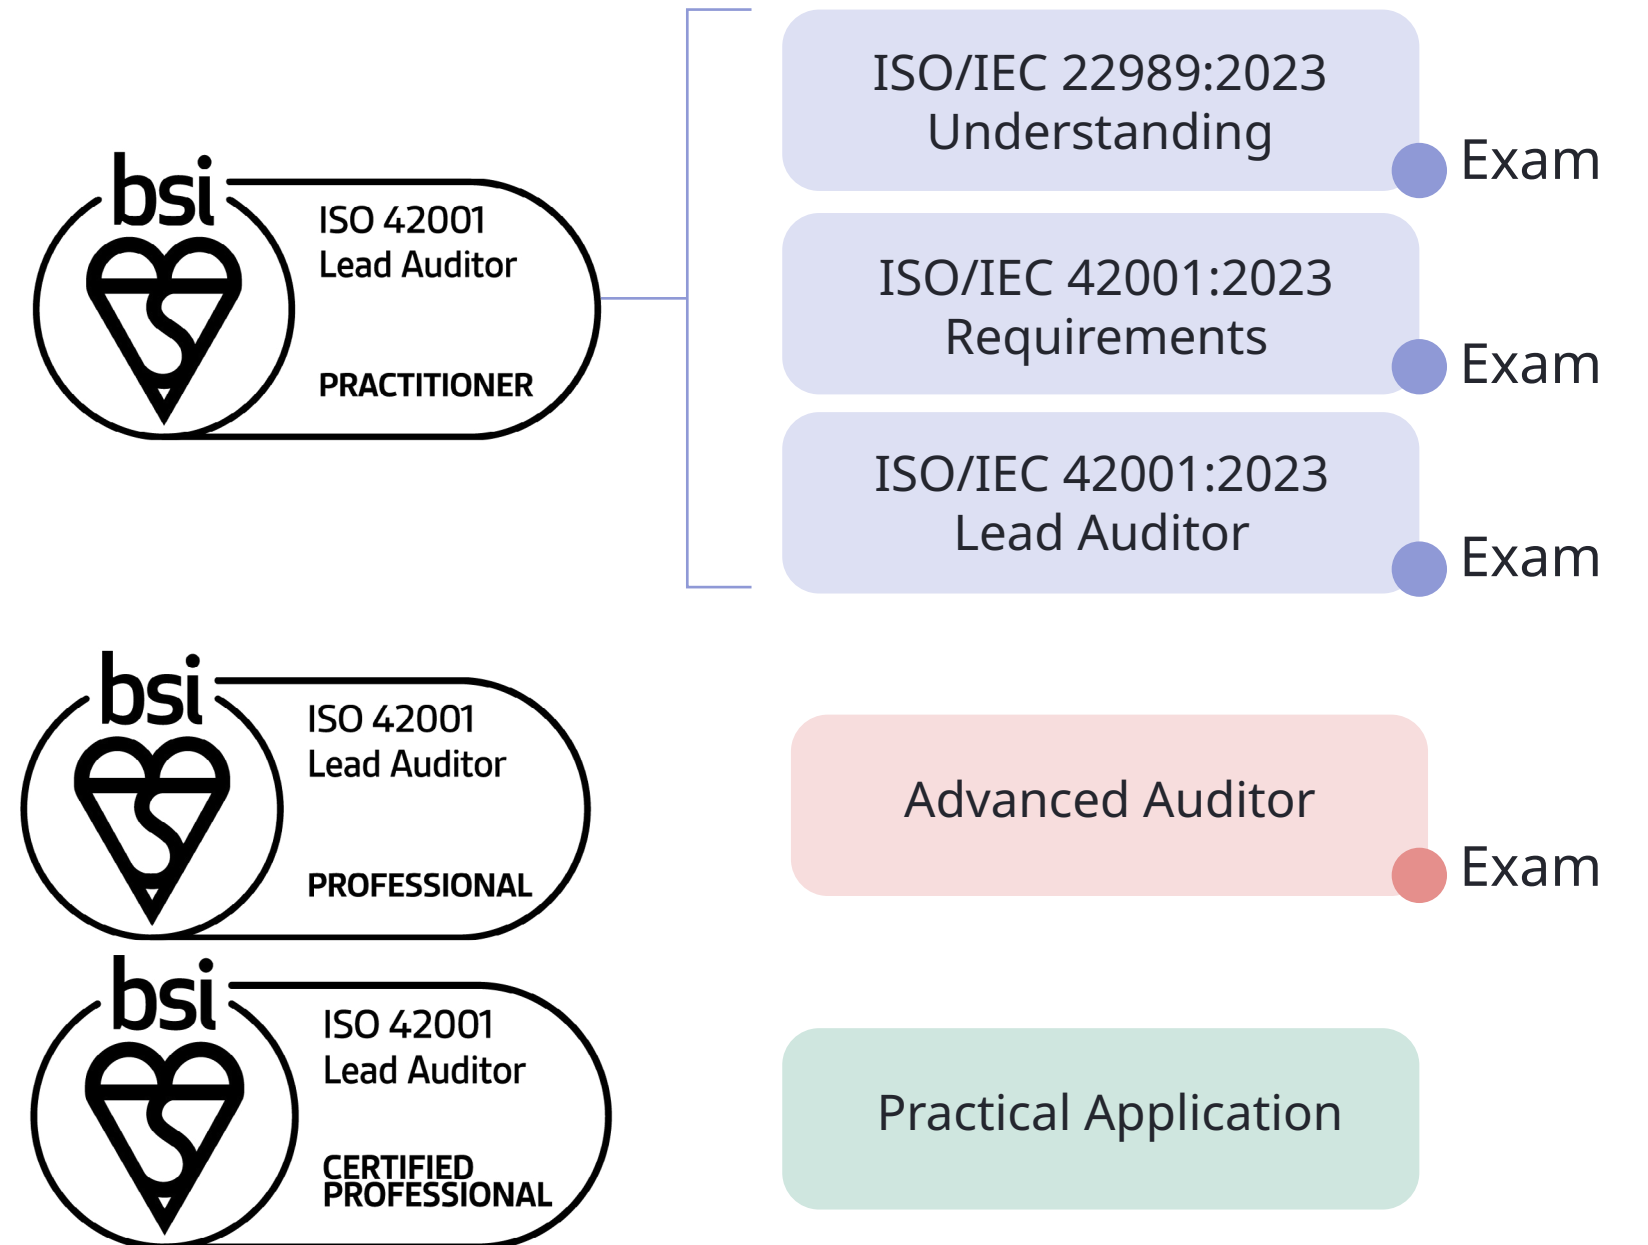 bsi
ISO 42001
Lead Auditor
PRACTITIONER
ISO/IEC 22989:2023
Understanding
Exam
ISO/IEC 42001:2023
Requirements
Exam
ISO/IEC 42001:2023
Lead Auditor
Exam
bsi
ISO 42001
Lead Auditor
PROFESSIONAL
Advanced Auditor
Exam
bsi
ISO 42001
Lead Auditor
CERTIFIED
PROFESSIONAL
Practical Application